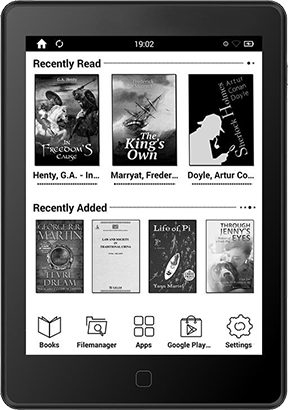 19:02
Recently Read
G.A. Henty
IN
FREEDOM'S
CAUSE
Frederick
Marryat
The
King's
Own
Artur
Conan
Doyle
Sherlock Holmes
Henty, G.A. - In...
Marryat, Freder...
Doyle, Artur Co...
Recently Added
GEORGE R.R.
MARTIN
FEVRE
DREAM
LAW AND SOCIETY
IN
TRADITIONAL CHINA
Life of Pi
Yann Martel
THROUGH
JENNY'S
EYES
Books
Filemanager
Apps
Google Play...
Settings